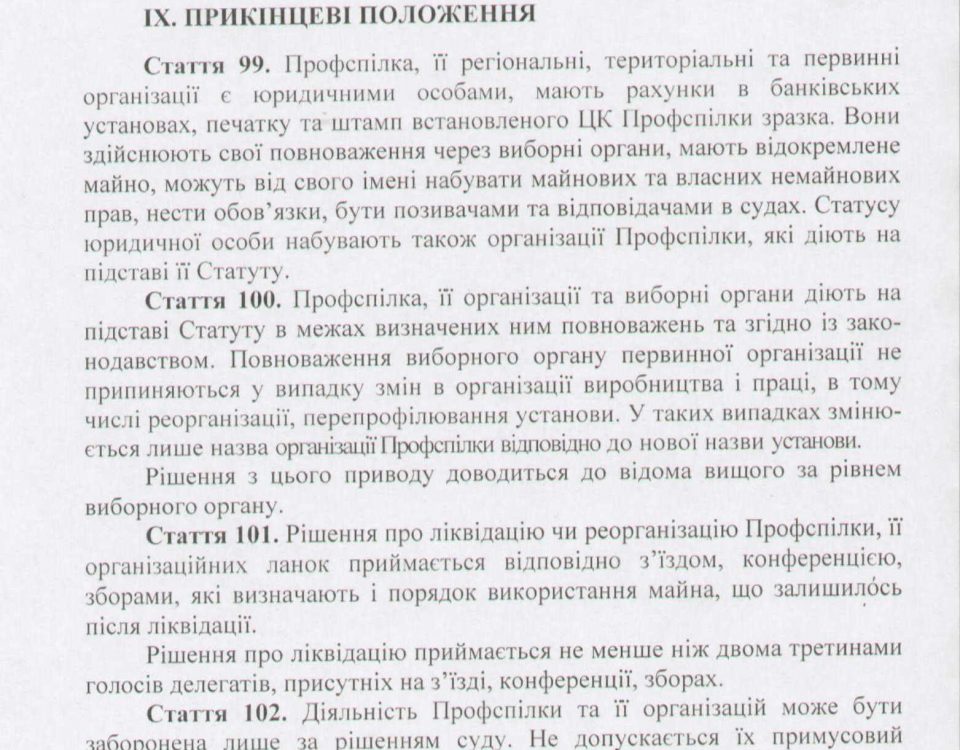 ІХ. ПРИКІНЦЕВІ ПОЛОЖЕННЯ
Стаття 99. Профспілка, її регіональні, територіальні та первинні
організації є юридичними особами, мають рахунки в банківських
установах, печатку та штамп встановленого ЦК Профспілки зразка. Вони
здійснюють свої повноваження через виборні органи, мають відокремлене
майно, можуть від свого імені набувати майнових та власних немайнових
прав, нести обов’язки, бути позивачами та відповідачами в судах. Статусу
юридичної особи набувають також організації Профспілки, які діють на
підставі її Статуту.
Стаття 100. Профспілка, її організації та виборні органи діють на
підставі Статуту в межах визначених ним повноважень та згідно із зако-
нодавством. Повноваження виборного органу первинної організації не
припиняються у випадку змін в організації виробництва і праці, в тому
числі реорганізації, перепрофілювання установи. У таких випадках зміню-
ється лише назва організації Профспілки відповідно до нової назви установи.
Рішення з цього приводу доводиться до відома вищого за рівнем
виборного органу.
Стаття 101. Рішення про ліквідацію чи реорганізацію Профспілки, її
організаційних ланок приймається відповідно з’їздом, конференцією,
зборами, які визначають і порядок використання майна, що залишилось
після ліквідації.
Рішення про ліквідацію приймається не менше ніж двома третинами
голосів делегатів, присутніх на з’їзді, конференції, зборах.
Стаття 102. Діяльність Профспілки та її організацій може бути
заборонена лише за рішенням суду. Не допускається їх примусовий